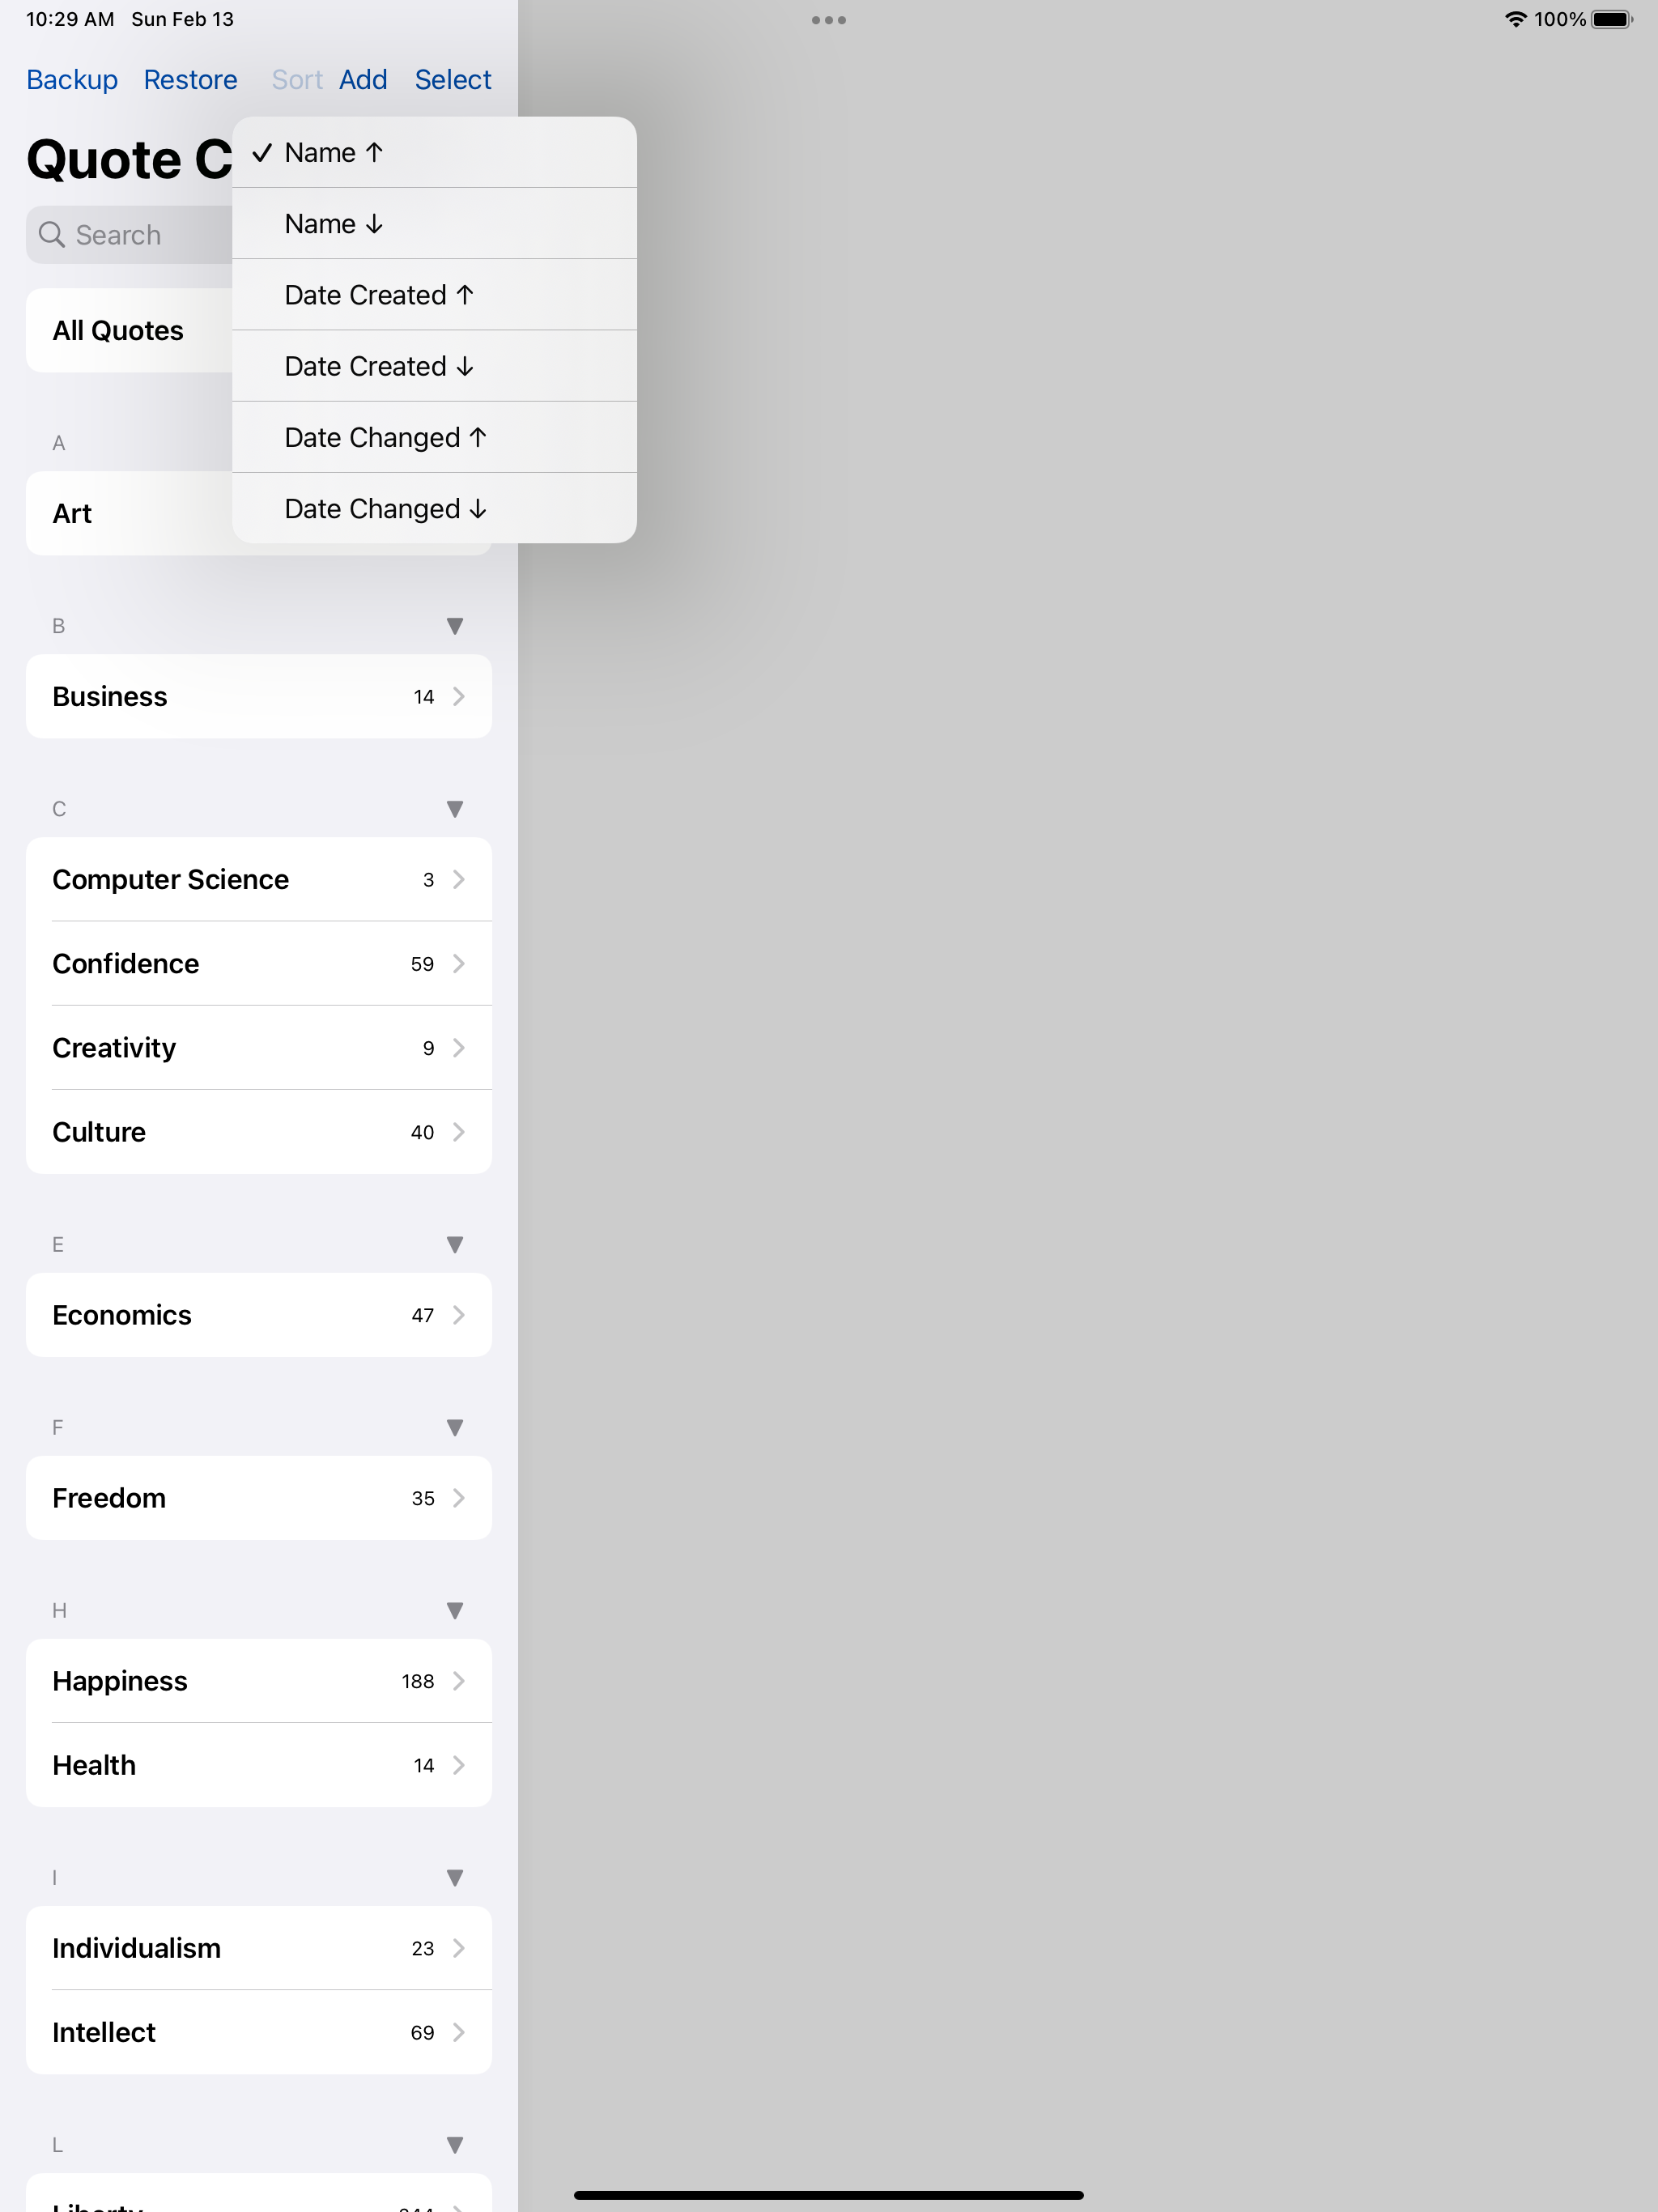 10:29 AM Sun Feb 13
100%
Backup Restore Sort Add Select
Quote C
Search
✓ Name ↑
Name ↓
Date Created ↑
Date Created ↓
Date Changed ↑
Date Changed ↓
All Quotes
A
Art
B ▼
Business 14
C ▼
Computer Science 3
Confidence 59
Creativity 9
Culture 40
E ▼
Economics 47
F ▼
Freedom 35
H ▼
Happiness 188
Health 14
I ▼
Individualism 23
Intellect 69
L ▼
Liberty